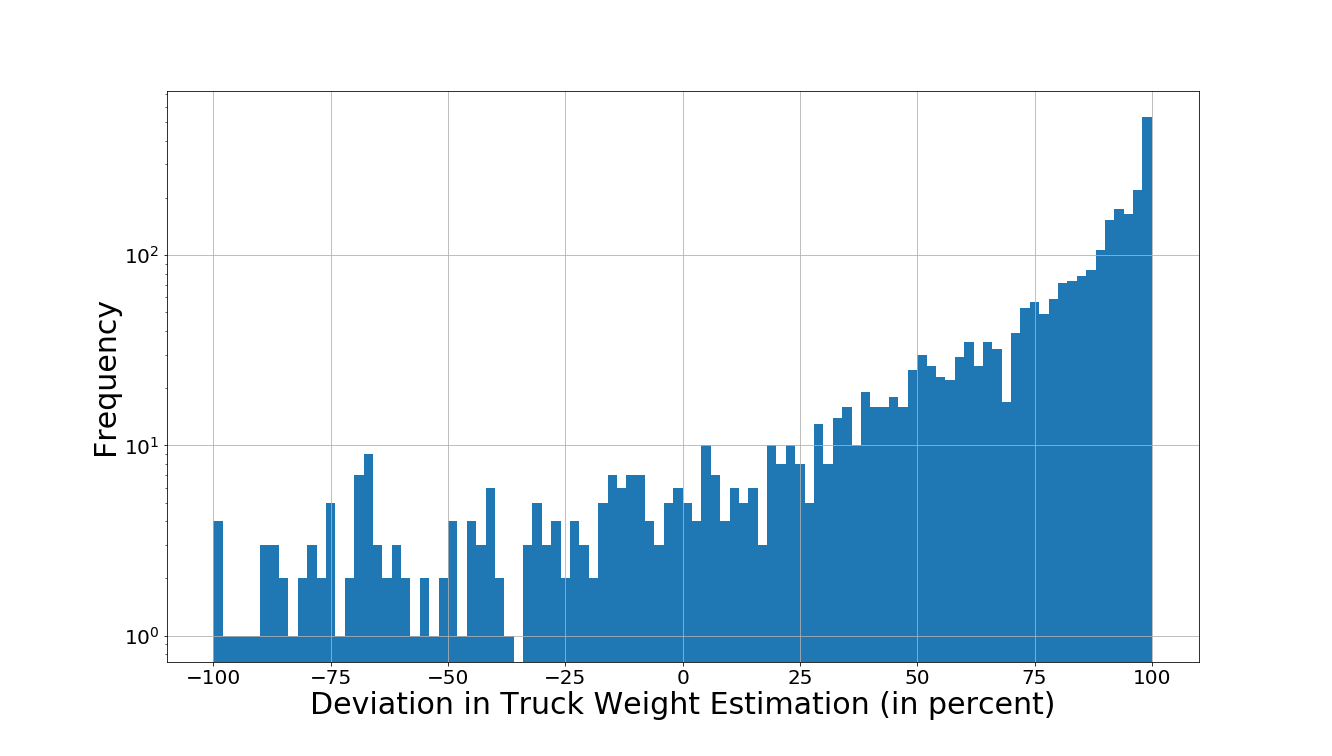 Frequency
10²
10¹
10⁰
−100 −75 −50 −25 0 25 50 75 100
Deviation in Truck Weight Estimation (in percent)